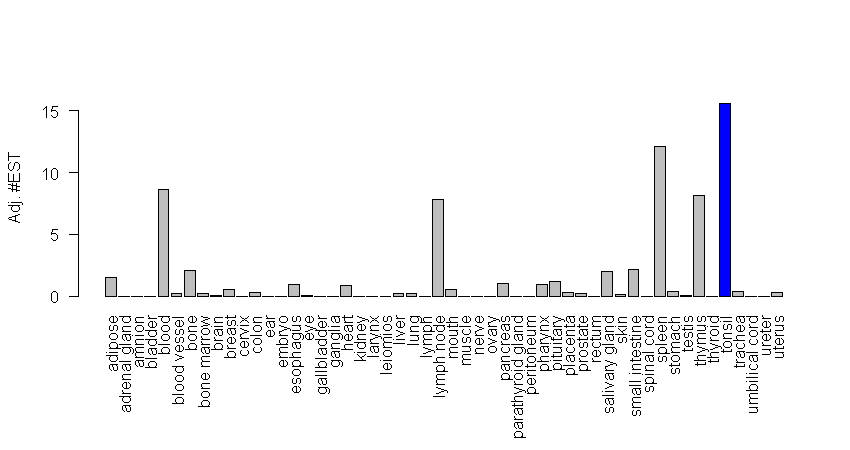 Adj. #EST
15
10
5
0
adipose
adrenal gland
amnion
bladder
blood
blood vessel
bone
bone marrow
brain
breast
cervix
colon
ear
embryo
esophagus
eye
gallbladder
ganglia
heart
kidney
larynx
leiomios
liver
lung
lymph
lymph node
mouth
muscle
nerve
ovary
pancreas
parathyroid gland
peritoneum
pharynx
pituitary
placenta
prostate
rectum
salivary gland
skin
small intestine
spinal cord
spleen
stomach
testis
thymus
thyroid
tonsil
trachea
umbilical cord
ureter
uterus